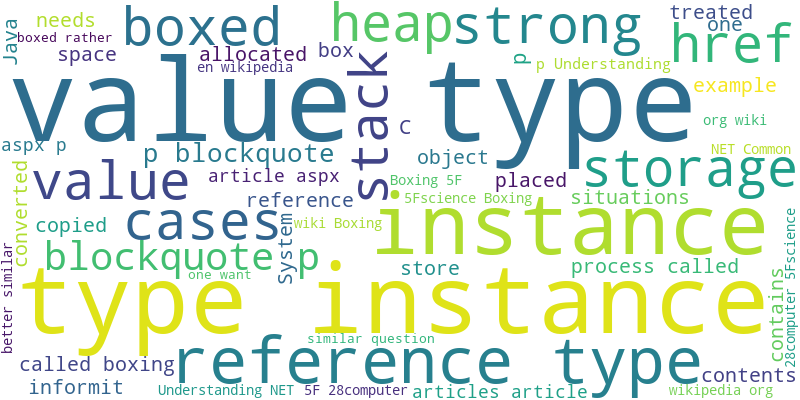 Java
needs
boxed rather
space
boxed
allocated
en wikipedia
box
heap
strong
treated
one
href
p
p Understanding
example
value type
stack
C
org wiki
NET Common
aspx p
p blockquote
object
storage
converted
value
article aspx
Boxing 5F
placed
reference
5Fscience Boxing
situations
copied
cases
System
wiki Boxing
instance
blockquote p
one want
store
process called
better similar
type instance
contains
28computer 5Fscience
similar question
called boxing
reference type
contents
informit
Understanding NET
5F 28computer
articles article
wikipedia org